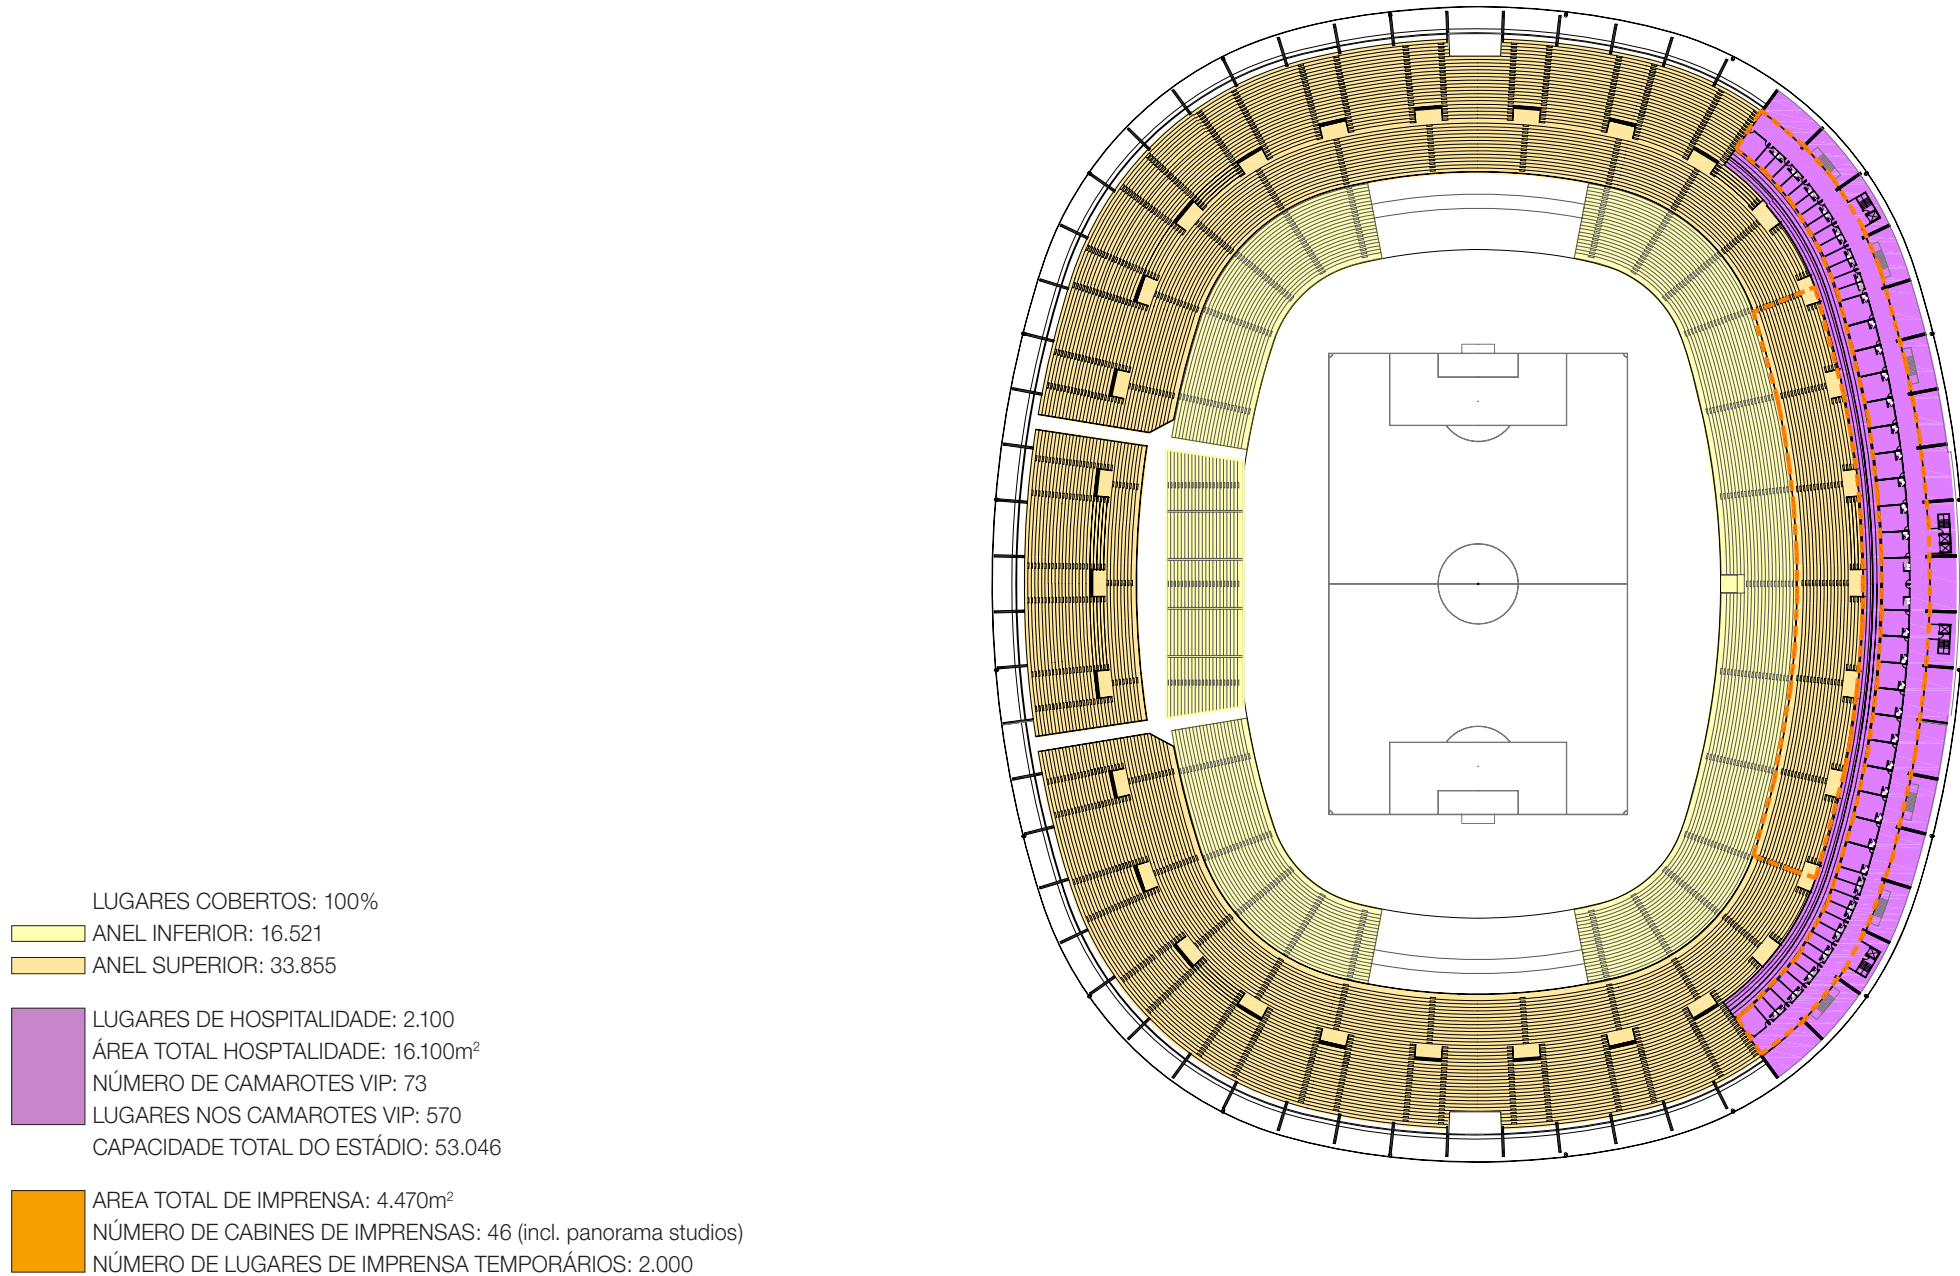 LUGARES COBERTOS: 100%
ANEL INFERIOR: 16.521
ANEL SUPERIOR: 33.855
LUGARES DE HOSPITALIDADE: 2.100
ÁREA TOTAL HOSPTALIDADE: 16.100m²
NÚMERO DE CAMAROTES VIP: 73
LUGARES NOS CAMAROTES VIP: 570
CAPACIDADE TOTAL DO ESTÁDIO: 53.046
AREA TOTAL DE IMPRENSA: 4.470m²
NÚMERO DE CABINES DE IMPRENSAS: 46 (incl. panorama studios)
NÚMERO DE LUGARES DE IMPRENSA TEMPORÁRIOS: 2.000